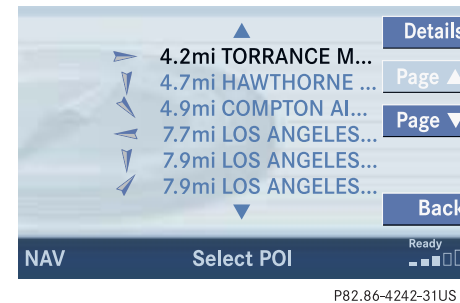 Details
4.2mi TORRANCE M...
4.7mi HAWTHORNE ...
Page
4.9mi COMPTON AI...
Page
7.7mi LOS ANGELES...
7.9mi LOS ANGELES...
7.9mi LOS ANGELES...
Back
NAV
Select POI
Ready
P82.86-4242-31US